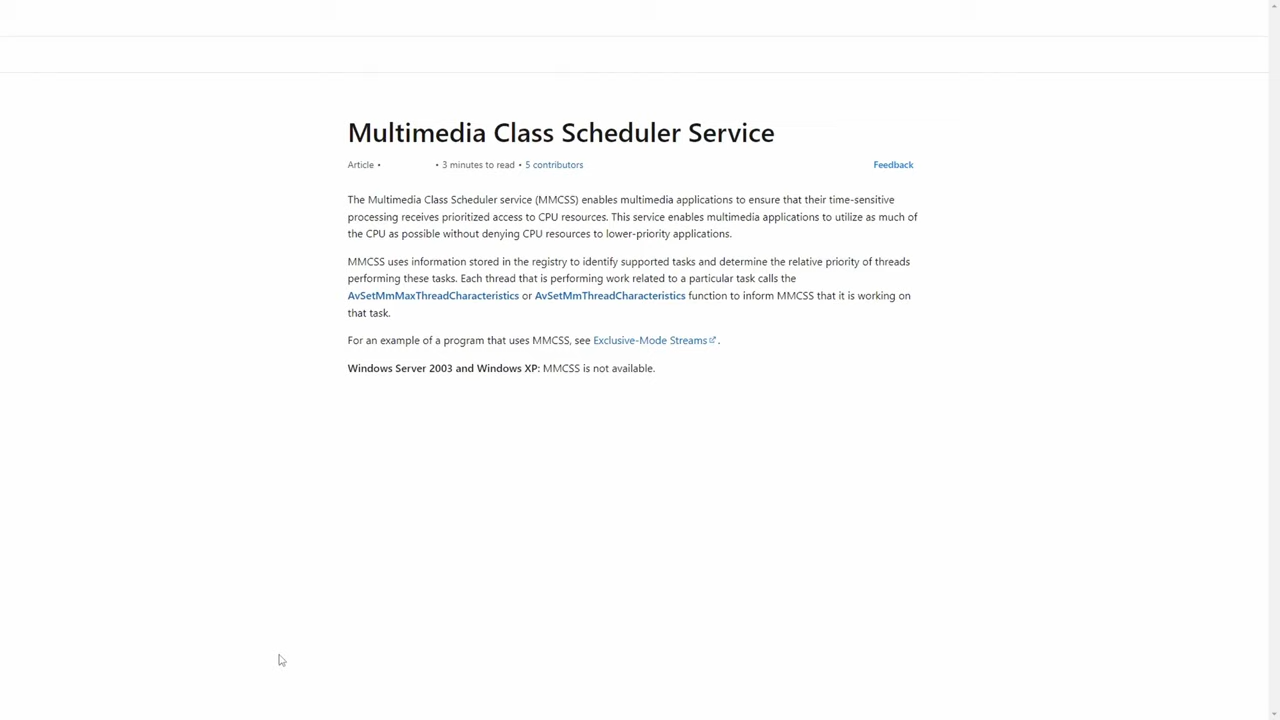 Multimedia Class Scheduler Service
Article • • 3 minutes to read • 5 contributors Feedback
The Multimedia Class Scheduler service (MMCSS) enables multimedia applications to ensure that their time-sensitive
processing receives prioritized access to CPU resources. This service enables multimedia applications to utilize as much of
the CPU as possible without denying CPU resources to lower-priority applications.
MMCSS uses information stored in the registry to identify supported tasks and determine the relative priority of threads
performing these tasks. Each thread that is performing work related to a particular task calls the
AvSetMmMaxThreadCharacteristics or AvSetMmThreadCharacteristics function to inform MMCSS that it is working on
that task.
For an example of a program that uses MMCSS, see Exclusive-Mode Streams .
Windows Server 2003 and Windows XP: MMCSS is not available.